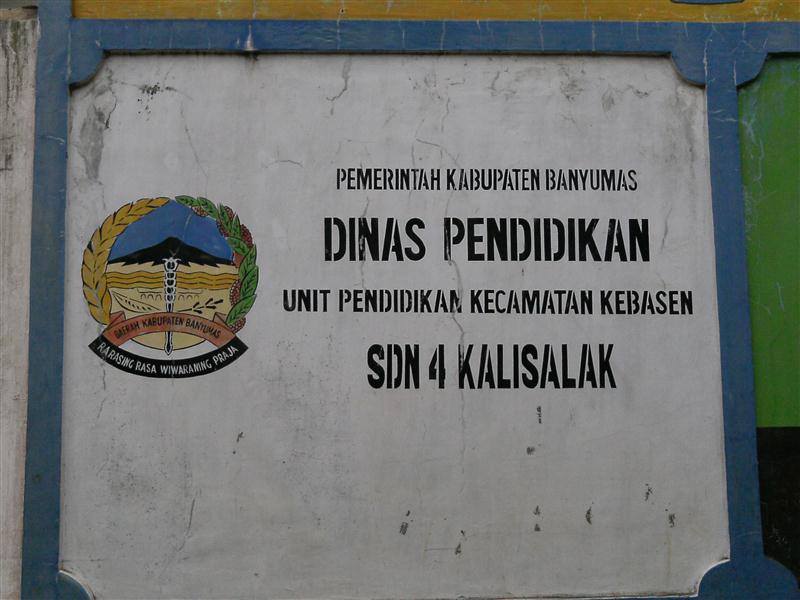 PEMERINTAH KABUPATEN BANYUMAS
DINAS PENDIDIKAN
UNIT PENDIDIKAN KECAMATAN KEBASEN
SDN 4 KALISALAK
DAERAH KABUPATEN BANYUMAS
RARASING RASA WIWARANING PRAJA